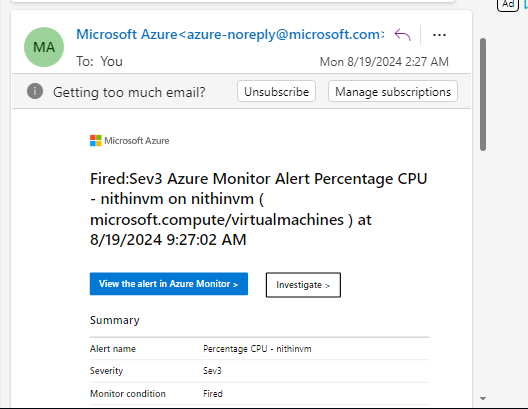 Ad
MA
Microsoft Azure<azure-noreply@microsoft.com>
To: You
Mon 8/19/2024 2:27 AM
Getting too much email?
Unsubscribe
Manage subscriptions
Microsoft Azure
Fired:Sev3 Azure Monitor Alert Percentage CPU
- nithinvm on nithinvm (
microsoft.compute/virtualmachines ) at
8/19/2024 9:27:02 AM
View the alert in Azure Monitor >
Investigate >
Summary
Alert name Percentage CPU - nithinvm
Severity Sev3
Monitor condition Fired